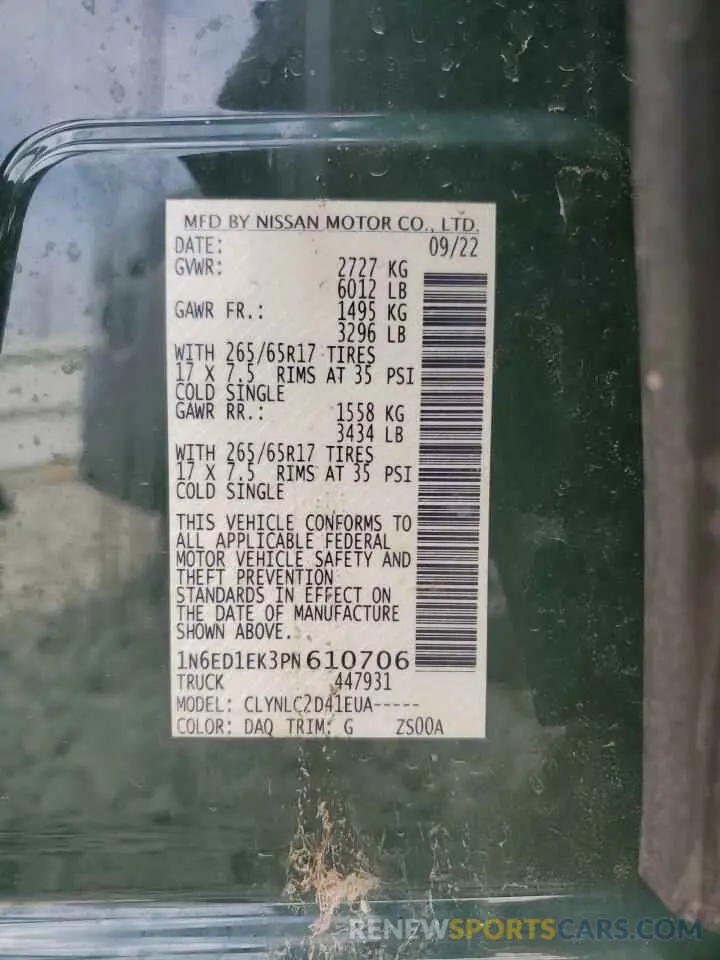 MFD BY NISSAN MOTOR CO., LTD.
DATE: 09/22
GVWR: 2727 KG
6012 LB
GAWR FR.: 1495 KG
3296 LB
WITH 265/65R17 TIRES
17 X 7.5 RIMS AT 35 PSI
COLD SINGLE
GAWR RR.: 1558 KG
3434 LB
WITH 265/65R17 TIRES
17 X 7.5 RIMS AT 35 PSI
COLD SINGLE
THIS VEHICLE CONFORMS TO
ALL APPLICABLE FEDERAL
MOTOR VEHICLE SAFETY AND
THEFT PREVENTION
STANDARDS IN EFFECT ON
THE DATE OF MANUFACTURE
SHOWN ABOVE.
1N6ED1EK3PN610706
TRUCK 447931
MODEL: CLYNLC2D41EUA-----
COLOR: DAQ TRIM: G ZS00A
RENEWSPORTSCARS.COM